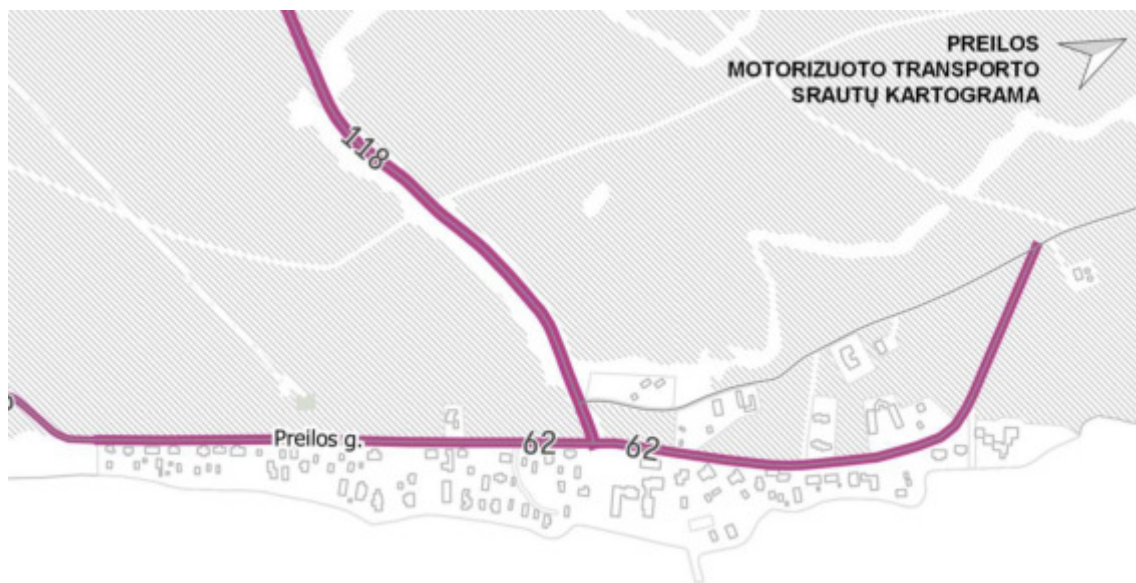 PREILOS
MOTORIZUOTO TRANSPORTO
SRAUTŲ KARTOGRAMA
118
Preilos g.
62
62